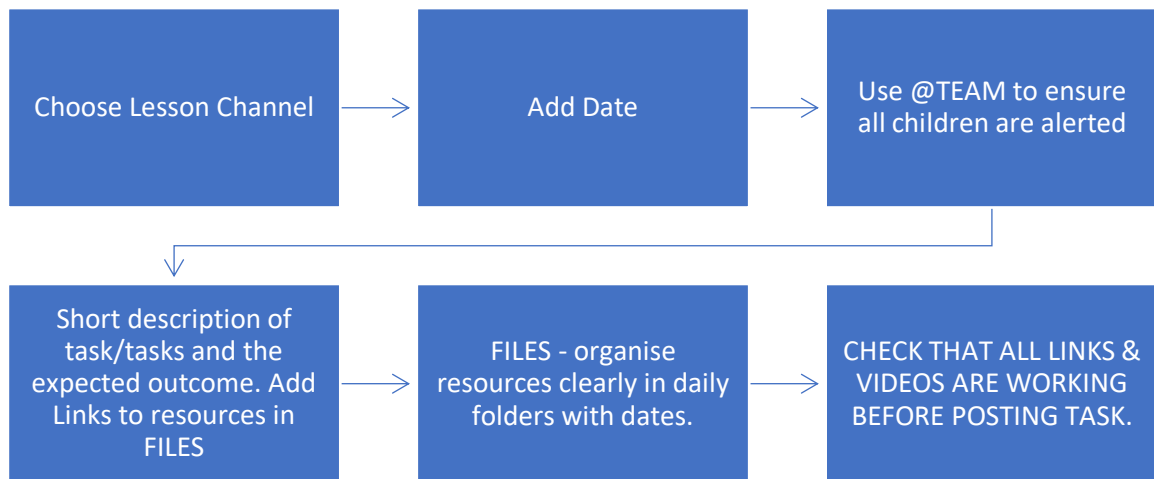 Choose Lesson Channel
Add Date
Use @TEAM to ensure
all children are alerted
Short description of
task/tasks and the
expected outcome. Add
Links to resources in
FILES
FILES - organise
resources clearly in daily
folders with dates.
CHECK THAT ALL LINKS &
VIDEOS ARE WORKING
BEFORE POSTING TASK.